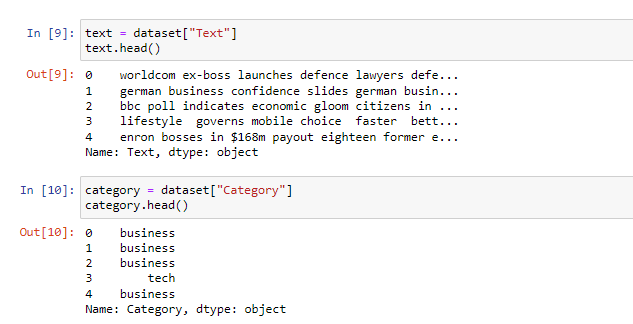 In [9]: text = dataset["Text"]
text.head()
Out[9]: 0    worldcom ex-boss launches defence lawyers defe...
1    german business confidence slides german busin...
2    bbc poll indicates economic gloom citizens in ...
3    lifestyle  governs mobile choice  faster  bett...
4    enron bosses in $168m payout eighteen former e...
Name: Text, dtype: object
In [10]: category = dataset["Category"]
category.head()
Out[10]: 0    business
1    business
2    business
3        tech
4    business
Name: Category, dtype: object